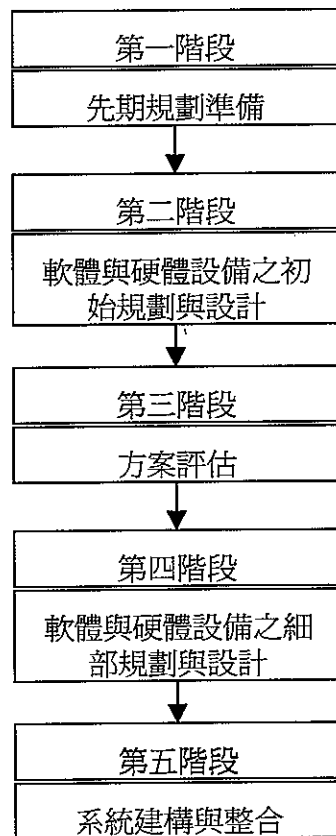 第一階段
先期規劃準備
第二階段
軟體與硬體設備之初
始規劃與設計
第三階段
方案評估
第四階段
軟體與硬體設備之細
部規劃與設計
第五階段
系統建構與整合